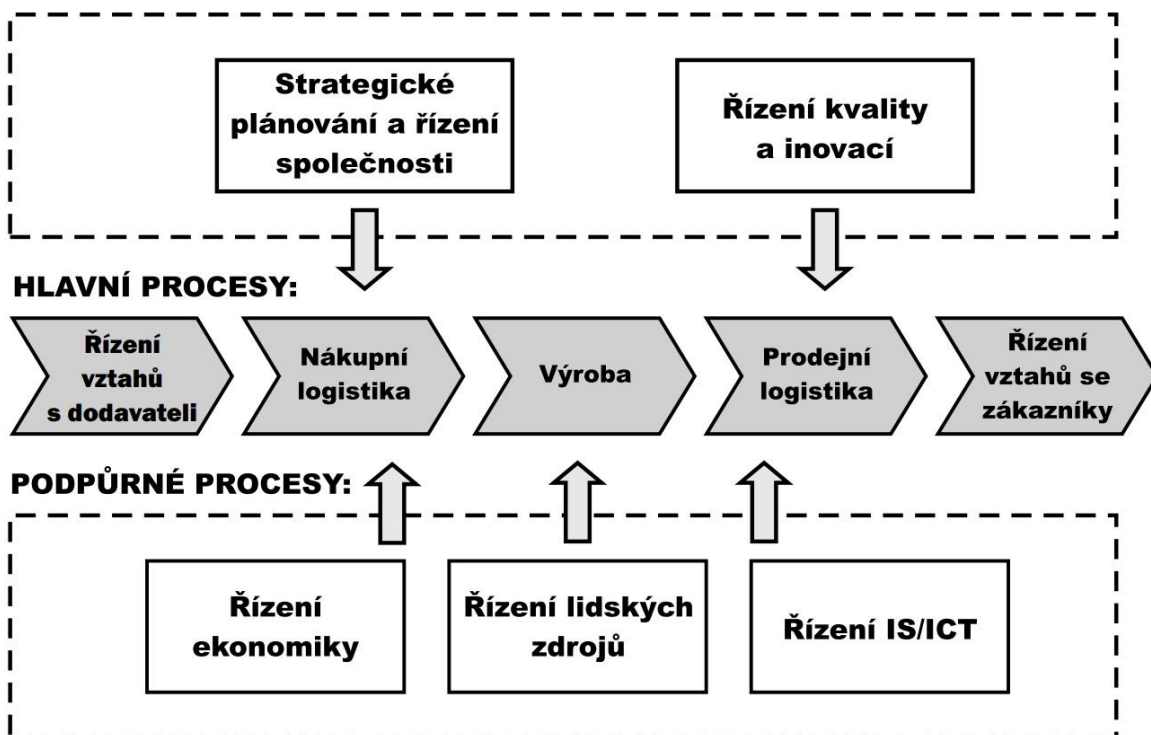 Strategické
plánování a řízení
společnosti
Řízení kvality
a inovací
HLAVNÍ PROCESY:
Řízení
vztahů
s dodavateli
Nákupní
logistika
Výroba
Prodejní
logistika
Řízení
vztahů se
zákazníky
PODPŮRNÉ PROCESY:
Řízení
ekonomiky
Řízení lidských
zdrojů
Řízení IS/ICT